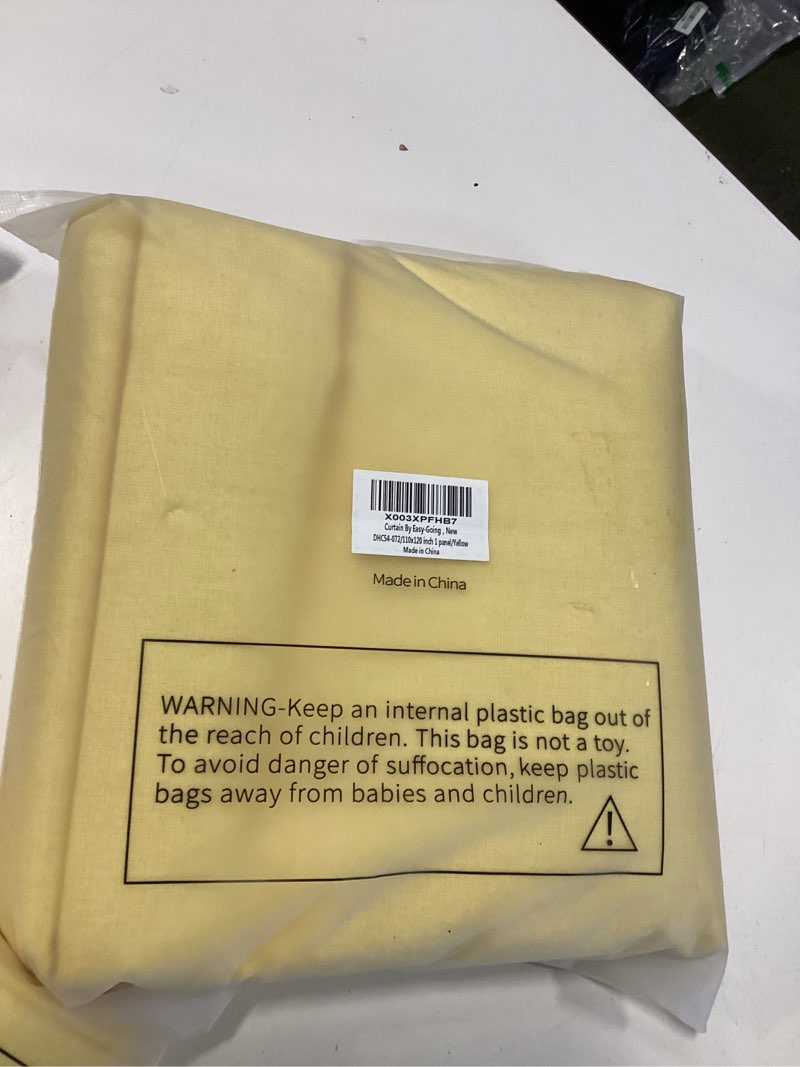 X003XPFHB7
Curtain By Easy-Going , New
DHC54-072/110x120 inch 1 panel/Yellow
Made in China
Made in China
WARNING-Keep an internal plastic bag out of
the reach of children. This bag is not a toy.
To avoid danger of suffocation, keep plastic
bags away from babies and children.